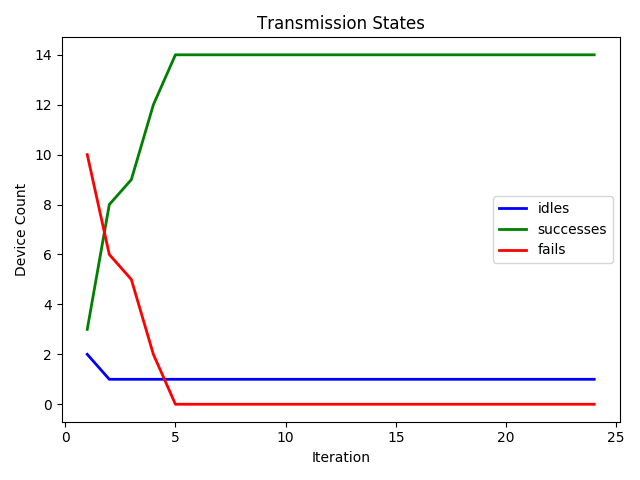 Transmission States
Device Count
14
12
10
8
6
4
2
0
idles
successes
fails
0 5 10 15 20 25
Iteration